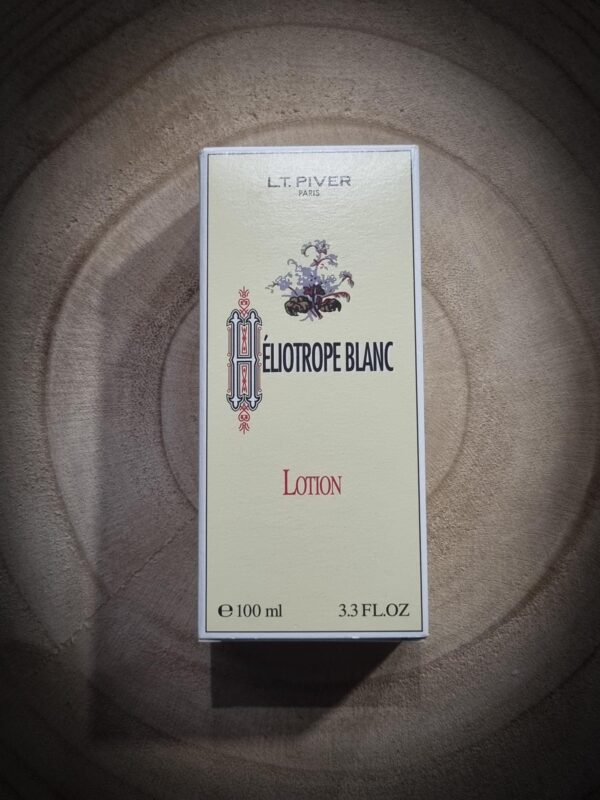 L.T. PIVER
PARIS
HÉLIOTROPE BLANC
LOTION
℮ 100 ml 3.3 FL.OZ